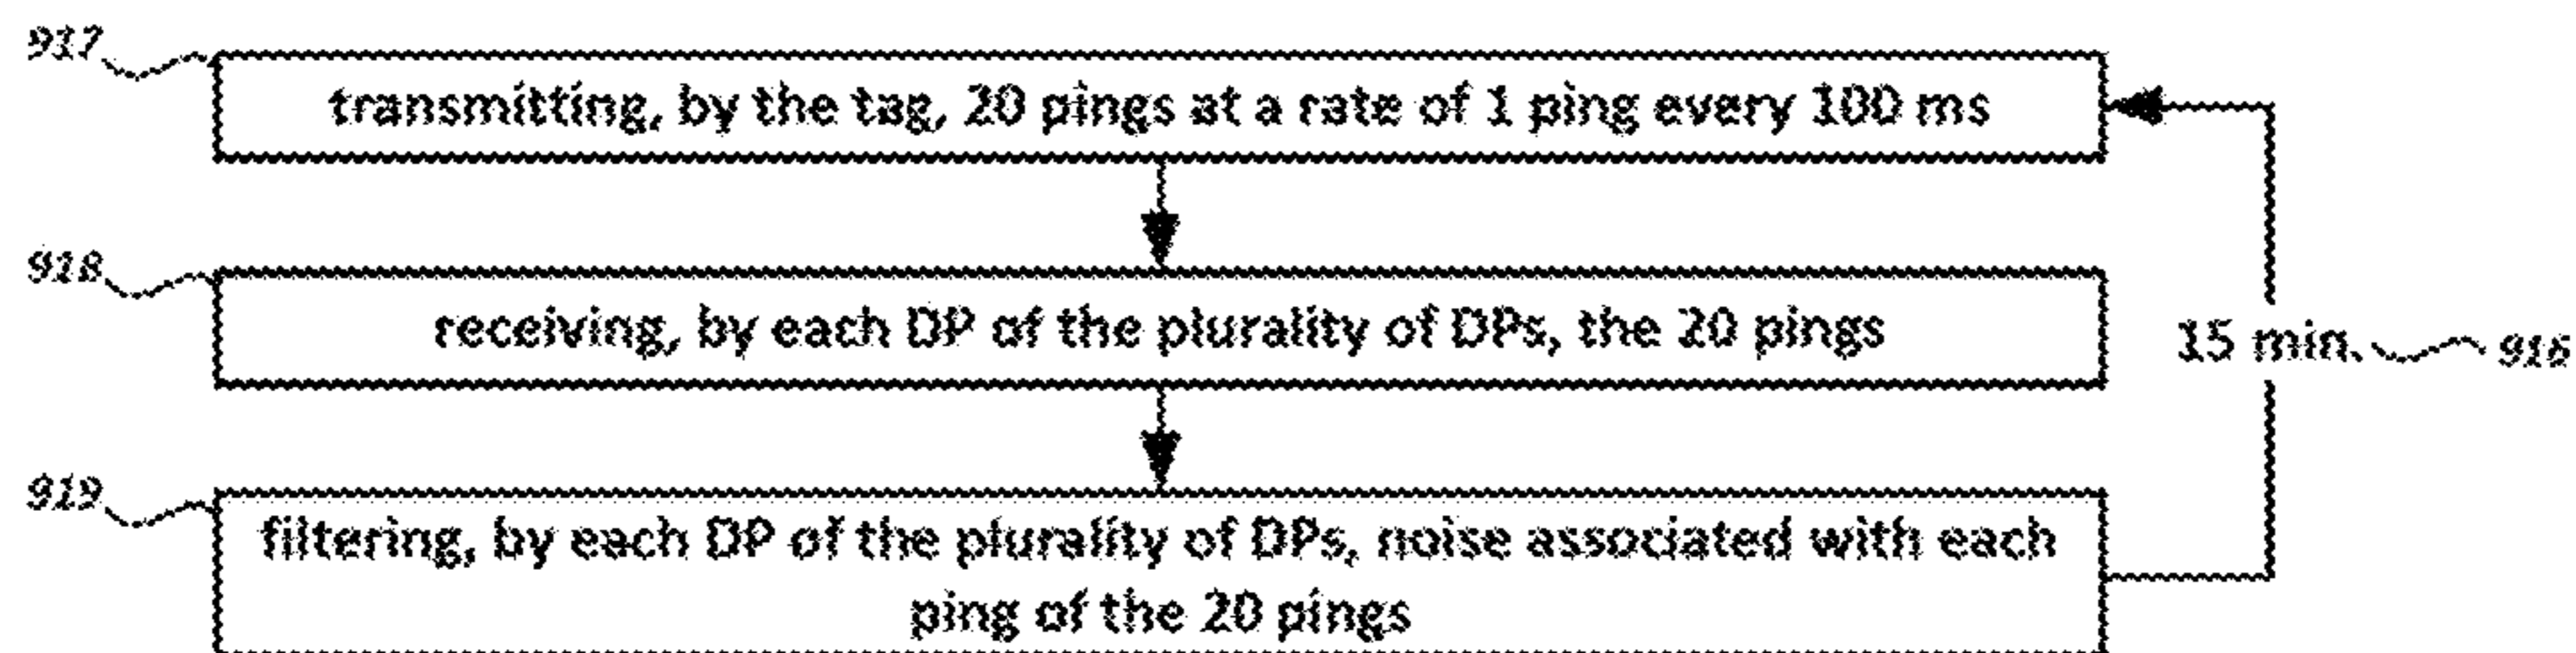 917
transmitting, by the tag, 20 pings at a rate of 1 ping every 100 ms
918
receiving, by each DP of the plurality of DPs, the 20 pings
15 min.
916
919
filtering, by each DP of the plurality of DPs, noise associated with each
ping of the 20 pings